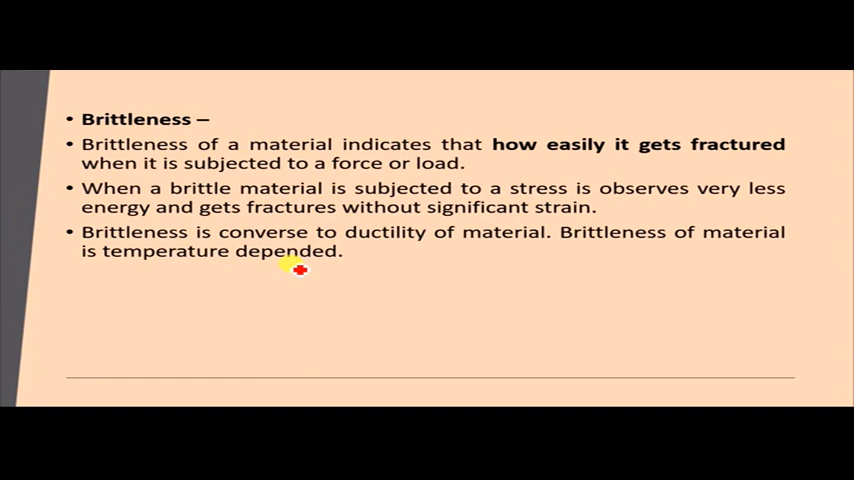 • Brittleness –
• Brittleness of a material indicates that how easily it gets fractured
when it is subjected to a force or load.
• When a brittle material is subjected to a stress is observes very less
energy and gets fractures without significant strain.
• Brittleness is converse to ductility of material. Brittleness of material
is temperature depended.